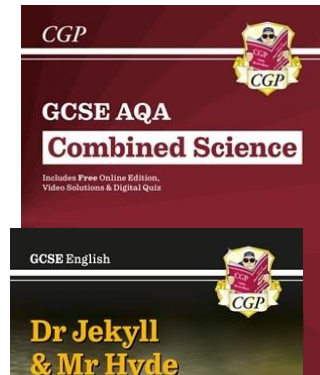 CGP
CGP
GCSE AQA
Combined Science
Includes Free Online Edition,
Video Solutions & Digital Quiz
GCSE English
CGP
Dr Jekyll
& Mr Hyde